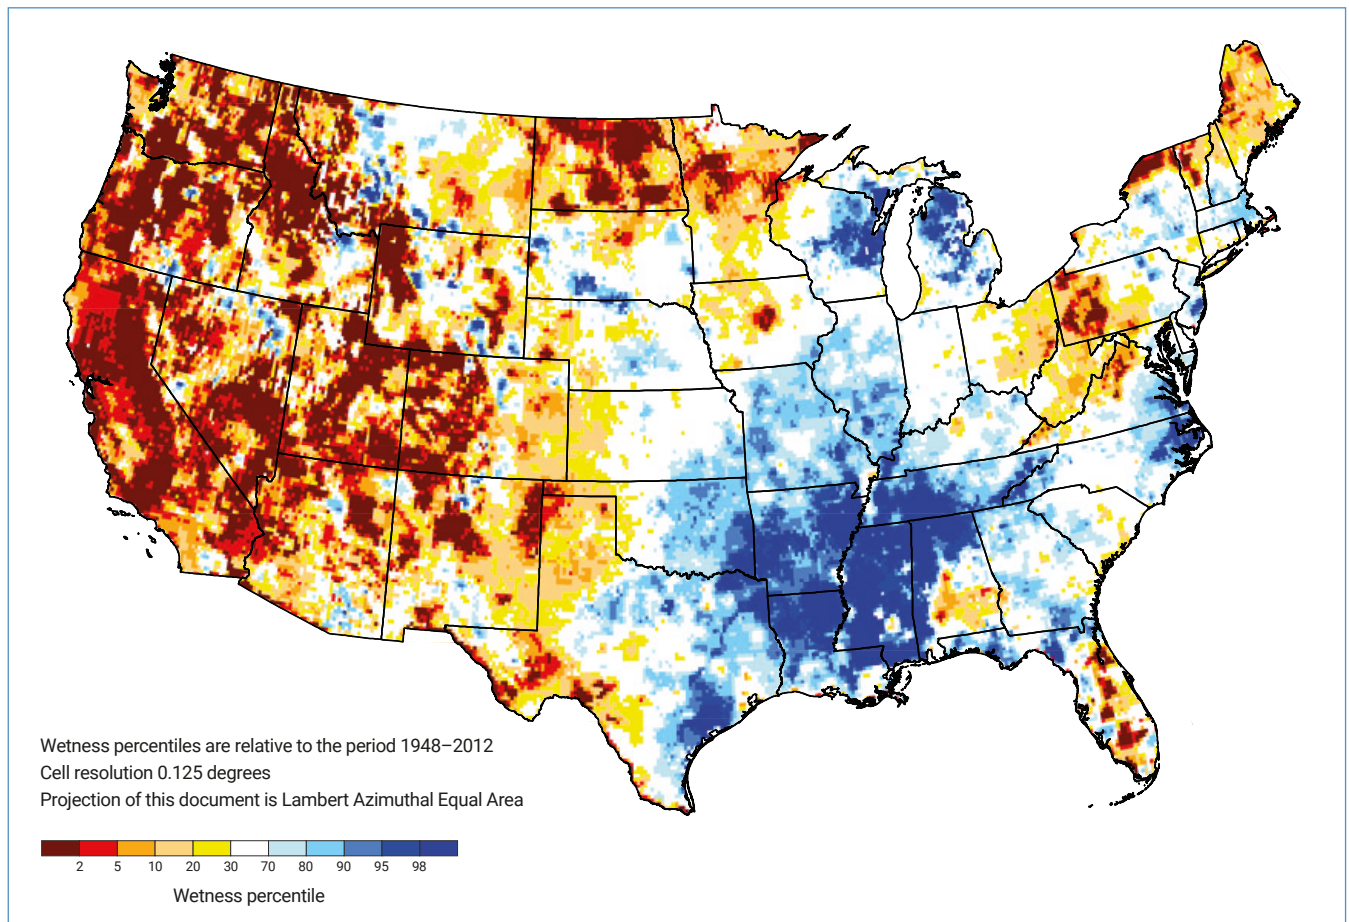 Wetness percentiles are relative to the period 1948–2012
Cell resolution 0.125 degrees
Projection of this document is Lambert Azimuthal Equal Area
2 5 10 20 30 70 80 90 95 98
Wetness percentile